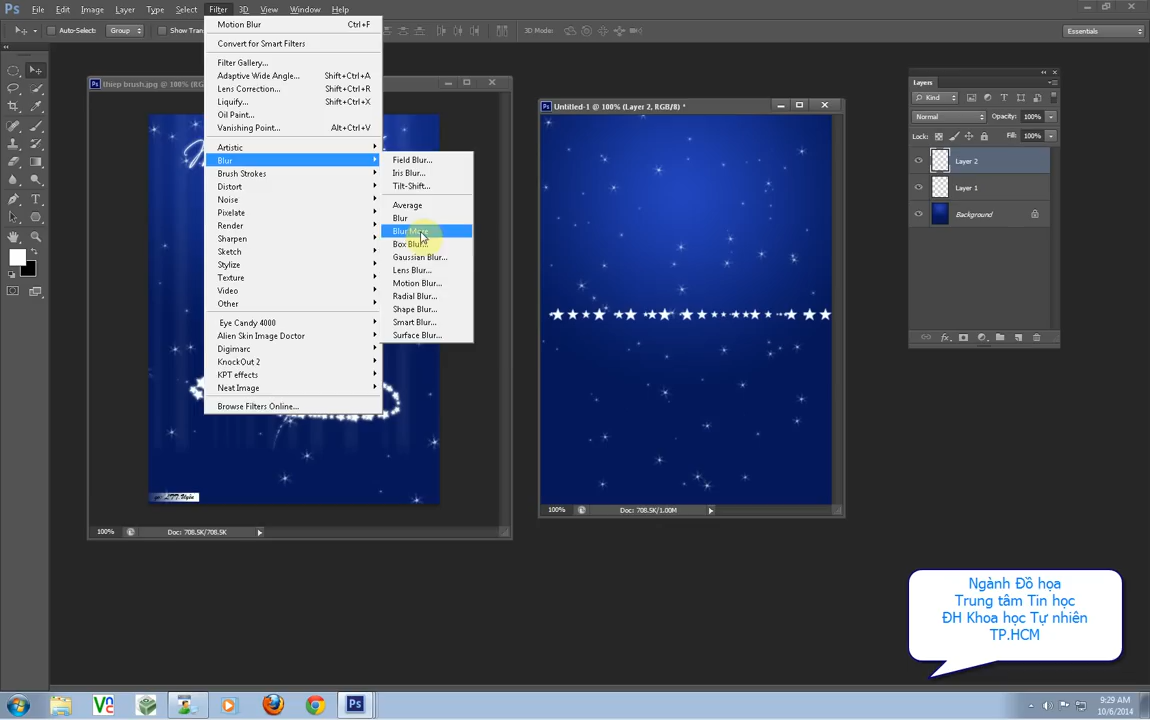 Ps File Edit Image Layer Type Select Filter 3D View Window Help
Auto-Select: Group 3D Mode: Essentials
Motion Blur Ctrl+F
Convert for Smart Filters
Filter Gallery...
Adaptive Wide Angle... Shift+Ctrl+A
Lens Correction... Shift+Ctrl+R
Liquify... Shift+Ctrl+X
Oil Paint...
Vanishing Point... Alt+Ctrl+V
Artistic
Blur
Brush Strokes
Distort
Noise
Pixelate
Render
Sharpen
Sketch
Stylize
Texture
Video
Other
Eye Candy 4000
Alien Skin Image Doctor
Digimarc
KnockOut 2
KPT effects
Neat Image
Browse Filters Online...
Field Blur...
Iris Blur...
Tilt-Shift...
Average
Blur
Blur More
Box Blur...
Gaussian Blur...
Lens Blur...
Motion Blur...
Radial Blur...
Shape Blur...
Smart Blur...
Surface Blur...
100% Doc: 708.5K/708.5K
Untitled-1 @ 100% (Layer 2, RGB/8) *
100% Doc: 708.5K/1.00M
Layers
Kind
Normal Opacity: 100%
Lock: Fill: 100%
Layer 2
Layer 1
Background
Ngành Đồ họa
Trung tâm Tin học
ĐH Khoa học Tự nhiên
TP.HCM
9:29 AM
10/6/2014